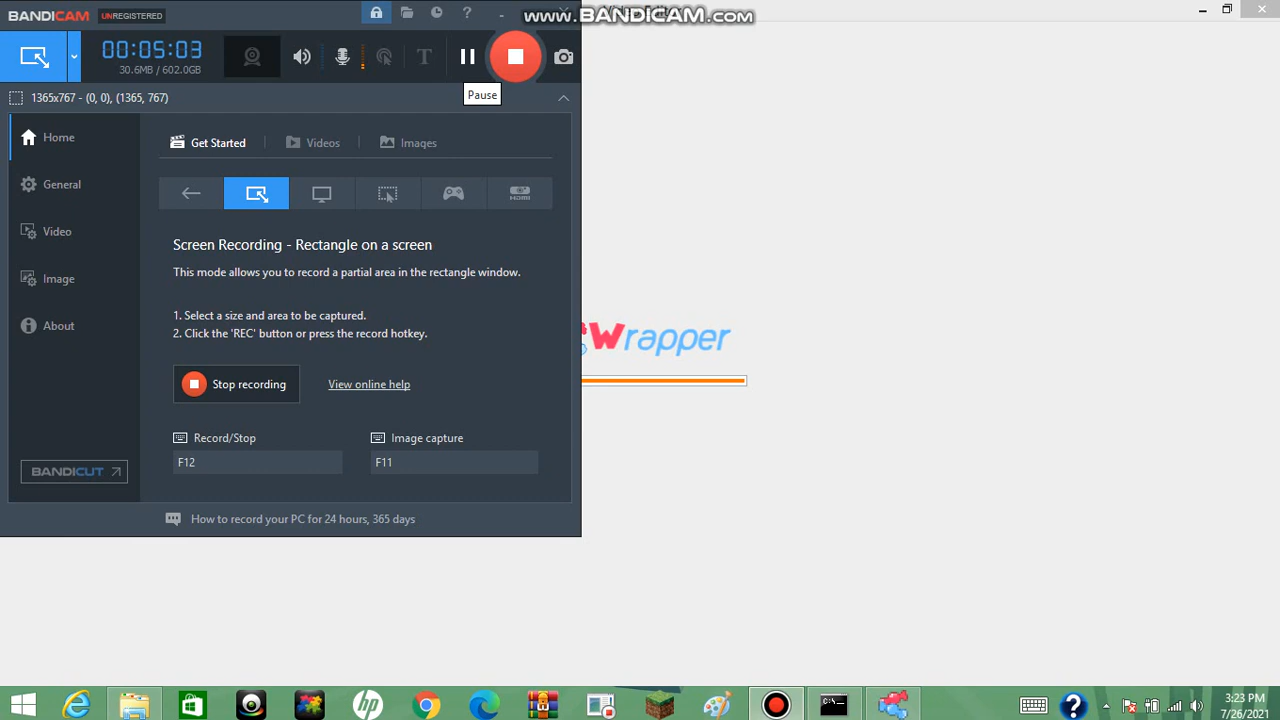 BANDICAM UNREGISTERED
www.BANDICAM.com
00:05:03
30.6MB / 602.0GB
T
Pause
1365x767 - (0, 0), (1365, 767)
Home
General
Video
Image
About
BANDICUT
Get Started
Videos
Images
HDMI
Screen Recording - Rectangle on a screen
This mode allows you to record a partial area in the rectangle window.
1. Select a size and area to be captured.
2. Click the 'REC' button or press the record hotkey.
Stop recording
View online help
Record/Stop
Image capture
F12
F11
How to record your PC for 24 hours, 365 days
Wrapper
3:23 PM
7/26/2021